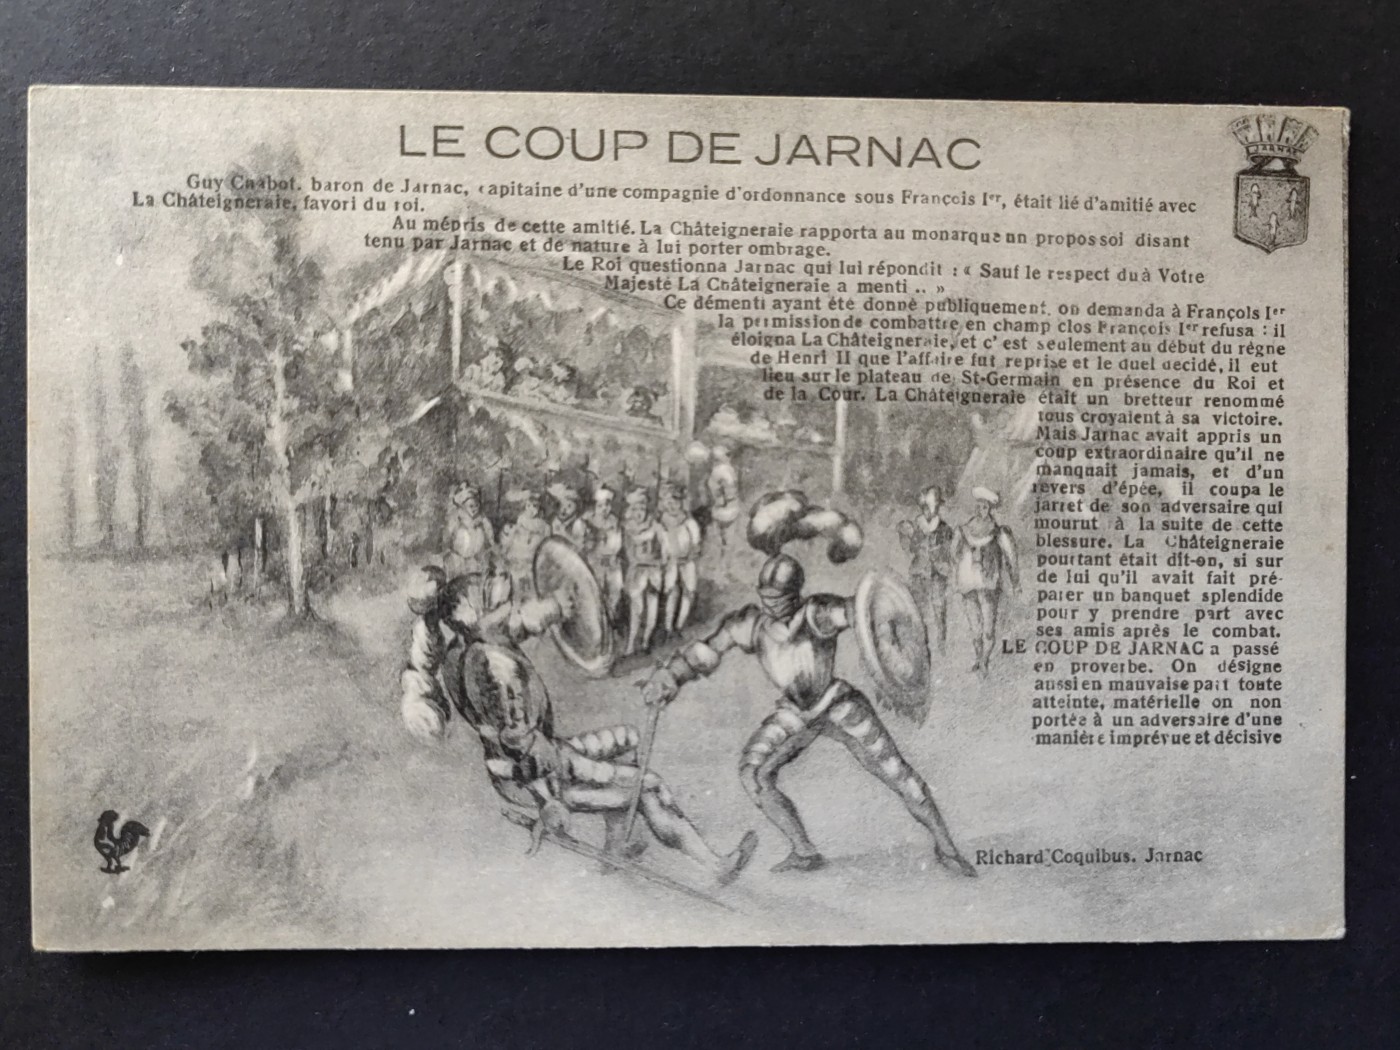 LE COUP DE JARNAC
JARNAC
Guy Chabot, baron de Jarnac, capitaine d'une compagnie d'ordonnance sous François Iᵉʳ, était lié d'amitié avec
La Châteigneraie, favori du roi.
Au mépris de cette amitié. La Châteigneraie rapporta au monarque un propos soi disant
tenu par Jarnac et de nature à lui porter ombrage.
Le Roi questionna Jarnac qui lui répondit : « Sauf le respect du à Votre
Majesté La Châteigneraie a menti .. »
Ce démenti ayant été donné publiquement, on demanda à François Iᵉʳ
la permission de combattre en champ clos François Iᵉʳ refusa : il
éloigna La Châteigneraie, et c'est seulement au début du règne
de Henri II que l'affaire fut reprise et le duel décidé, il eut
lieu sur le plateau de St-Germain en présence du Roi et
de la Cour. La Châteigneraie était un bretteur renommé
tous croyaient à sa victoire.
Mais Jarnac avait appris un
coup extraordinaire qu'il ne
manquait jamais, et d'un
revers d'épée, il coupa le
jarret de son adversaire qui
mourut à la suite de cette
blessure. La Châteigneraie
pourtant était dit-on, si sur
de lui qu'il avait fait pré-
parer un banquet splendide
pour y prendre part avec
ses amis après le combat.
LE COUP DE JARNAC a passé
en proverbe. On désigne
aussi en mauvaise part toute
atteinte, matérielle on non
portée à un adversaire d'une
manière imprévue et décisive
Richard Coquibus. Jarnac